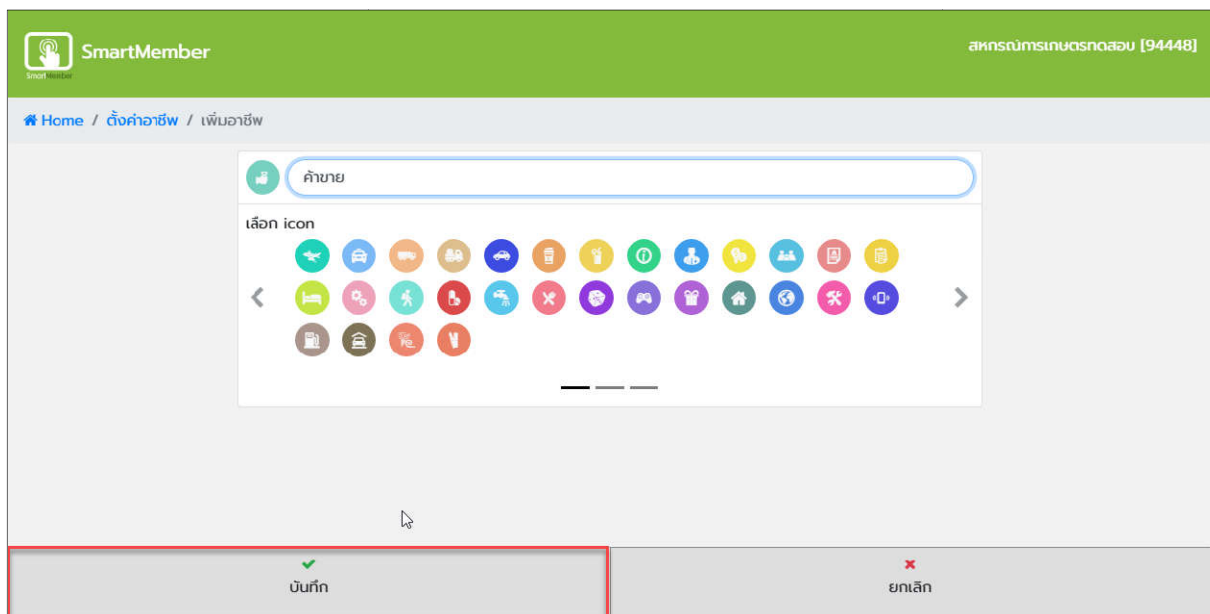 SmartMember
SmartMember
สหกรณ์การเกษตรทดสอบ [94448]
Home / ตั้งค่าอาชีพ / เพิ่มอาชีพ
ค้าขาย
เลือก icon
บันทึก
ยกเลิก